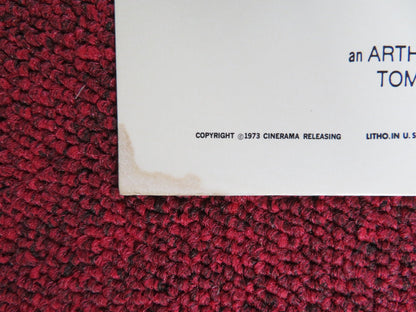 an ARTH
TOM
COPYRIGHT ©1973 CINERAMA RELEASING LITHO. IN U. S